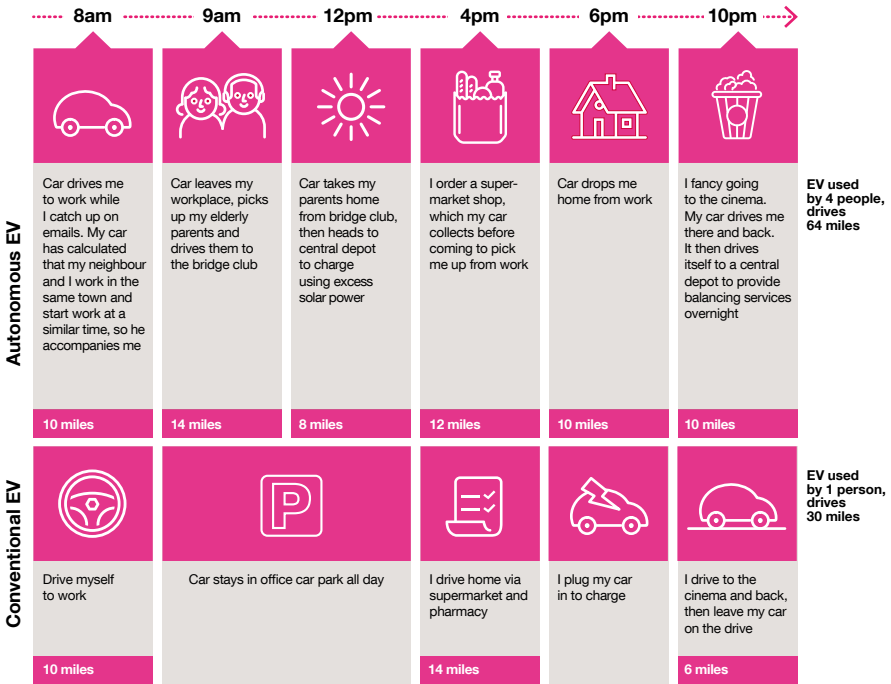 8am
9am
12pm
4pm
6pm
10pm
Autonomous EV
Car drives me
to work while
I catch up on
emails. My car
has calculated
that my neighbour
and I work in the
same town and
start work at a
similar time, so he
accompanies me
10 miles
Car leaves my
workplace, picks
up my elderly
parents and
drives them to
the bridge club
14 miles
Car takes my
parents home
from bridge club,
then heads to
central depot
to charge
using excess
solar power
8 miles
I order a super-
market shop,
which my car
collects before
coming to pick
me up from work
12 miles
Car drops me
home from work
10 miles
I fancy going
to the cinema.
My car drives me
there and back.
It then drives
itself to a central
depot to provide
balancing services
overnight
10 miles
EV used
by 4 people,
drives
64 miles
Conventional EV
Drive myself
to work
10 miles
P
Car stays in office car park all day
I drive home via
supermarket and
pharmacy
14 miles
I plug my car
in to charge
I drive to the
cinema and back,
then leave my car
on the drive
6 miles
EV used
by 1 person,
drives
30 miles